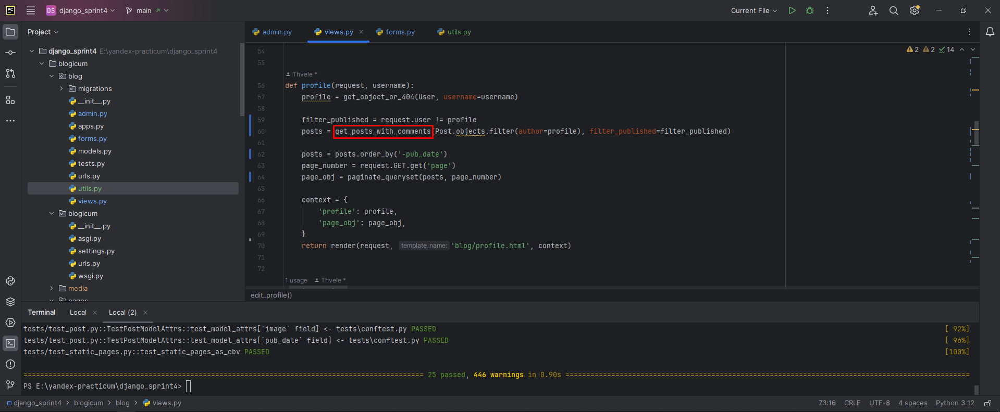 PC DS django_sprint4 main Current File
Project
django_sprint4 E:\yandex-practicum\django_sprint4
blogicum
blog
migrations
__init__.py
admin.py
apps.py
forms.py
models.py
tests.py
urls.py
utils.py
views.py
blogicum
__init__.py
asgi.py
settings.py
urls.py
wsgi.py
media
pages
admin.py views.py forms.py utils.py
2 2 14
54
55
Thvele *
56 def profile(request, username):
57 profile = get_object_or_404(User, username=username)
58
59 filter_published = request.user != profile
60 posts = get_posts_with_comments(Post.objects.filter(author=profile), filter_published=filter_published)
61
62 posts = posts.order_by('-pub_date')
63 page_number = request.GET.get('page')
64 page_obj = paginate_queryset(posts, page_number)
65
66 context = {
67 'profile': profile,
68 'page_obj': page_obj,
69 }
70 return render(request, template_name: 'blog/profile.html', context)
71
72
1 usage Thvele *
edit_profile()
Terminal Local Local (2)
tests/test_post.py::TestPostModelAttrs::test_model_attrs[`image` field] <- tests\conftest.py PASSED [ 92%]
tests/test_post.py::TestPostModelAttrs::test_model_attrs[`pub_date` field] <- tests\conftest.py PASSED [ 96%]
tests/test_static_pages.py::test_static_pages_as_cbv PASSED [100%]
================================================================================================ 25 passed, 446 warnings in 0.90s =================================================================================================
PS E:\yandex-practicum\django_sprint4>
django_sprint4 > blogicum > blog > views.py 73:16 CRLF UTF-8 4 spaces Python 3.12